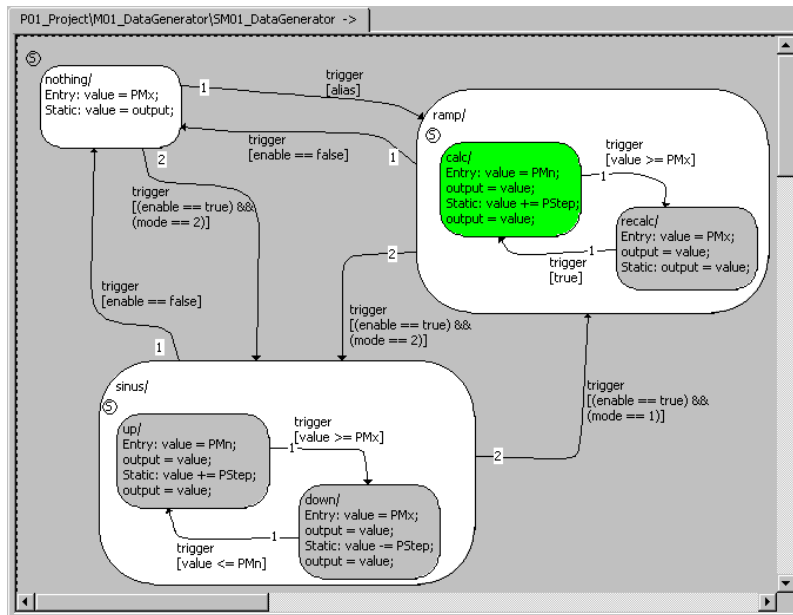 P01_Project\M01_DataGenerator\SM01_DataGenerator ->
S
nothing/
Entry: value = PMx;
Static: value = output;
1
trigger
[alias]
trigger
[enable == false]
1
2
trigger
[(enable == true) &&
(mode == 2)]
ramp/
S
calc/
Entry: value = PMn;
output = value;
Static: value += PStep;
output = value;
trigger
[value >= PMx]
1
recalc/
Entry: value = PMx;
output = value;
Static: output = value;
1
trigger
[true]
2
trigger
[(enable == true) &&
(mode == 2)]
trigger
[enable == false]
1
trigger
[(enable == true) &&
(mode == 1)]
2
sinus/
S
up/
Entry: value = PMn;
output = value;
Static: value += PStep;
output = value;
trigger
[value >= PMx]
1
down/
Entry: value = PMx;
output = value;
Static: value -= PStep;
output = value;
1
trigger
[value <= PMn]